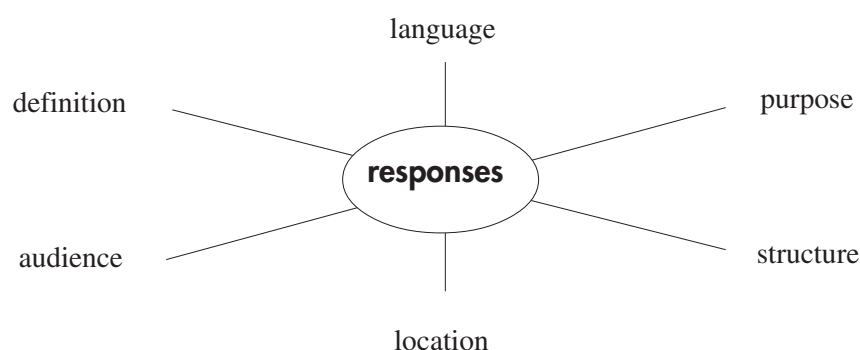 language
definition
purpose
responses
audience
structure
location